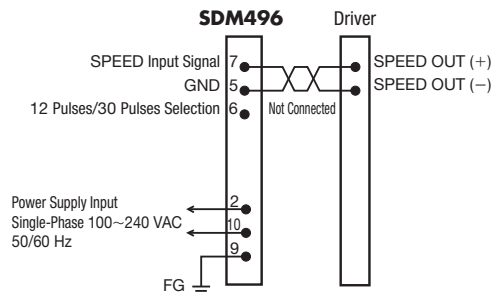 SDM496 Driver
SPEED Input Signal 7 SPEED OUT (+)
GND 5 SPEED OUT (−)
12 Pulses/30 Pulses Selection 6 Not Connected
Power Supply Input 2
Single-Phase 100~240 VAC 10
50/60 Hz 9
FG